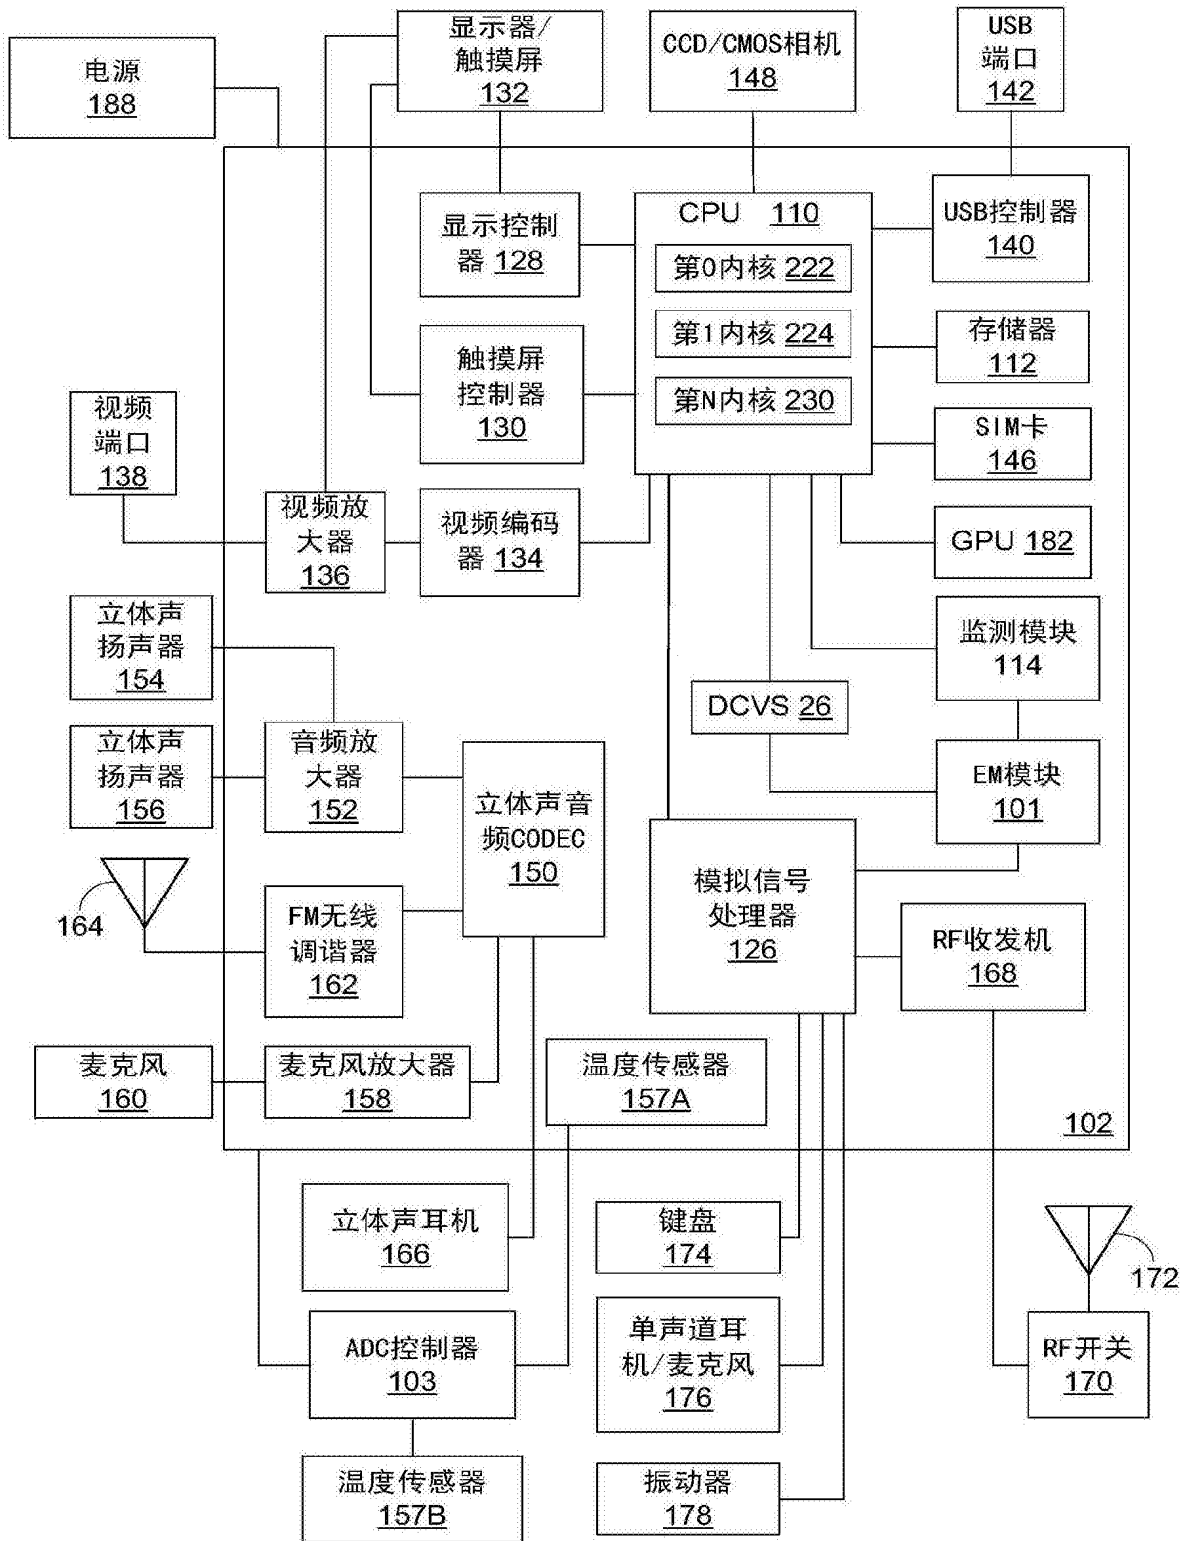 显示器/
触摸屏
132
CCD/CMOS相机
148
USB
端口
142
电源
188
显示控制
器 128
CPU 110
第0内核 222
第1内核 224
第N内核 230
USB控制器
140
存储器
112
触摸屏
控制器
130
SIM卡
146
视频
端口
138
视频放
大器
136
视频编码
器 134
GPU 182
立体声
扬声器
154
监测模块
114
DCVS 26
立体声
扬声器
156
音频放
大器
152
立体声音
频CODEC
150
EM模块
101
模拟信号
处理器
126
164
FM无线
调谐器
162
RF收发机
168
麦克风
160
麦克风放大器
158
温度传感器
157A
102
立体声耳机
166
键盘
174
172
ADC控制器
103
单声道耳
机/麦克风
176
RF开关
170
温度传感器
157B
振动器
178